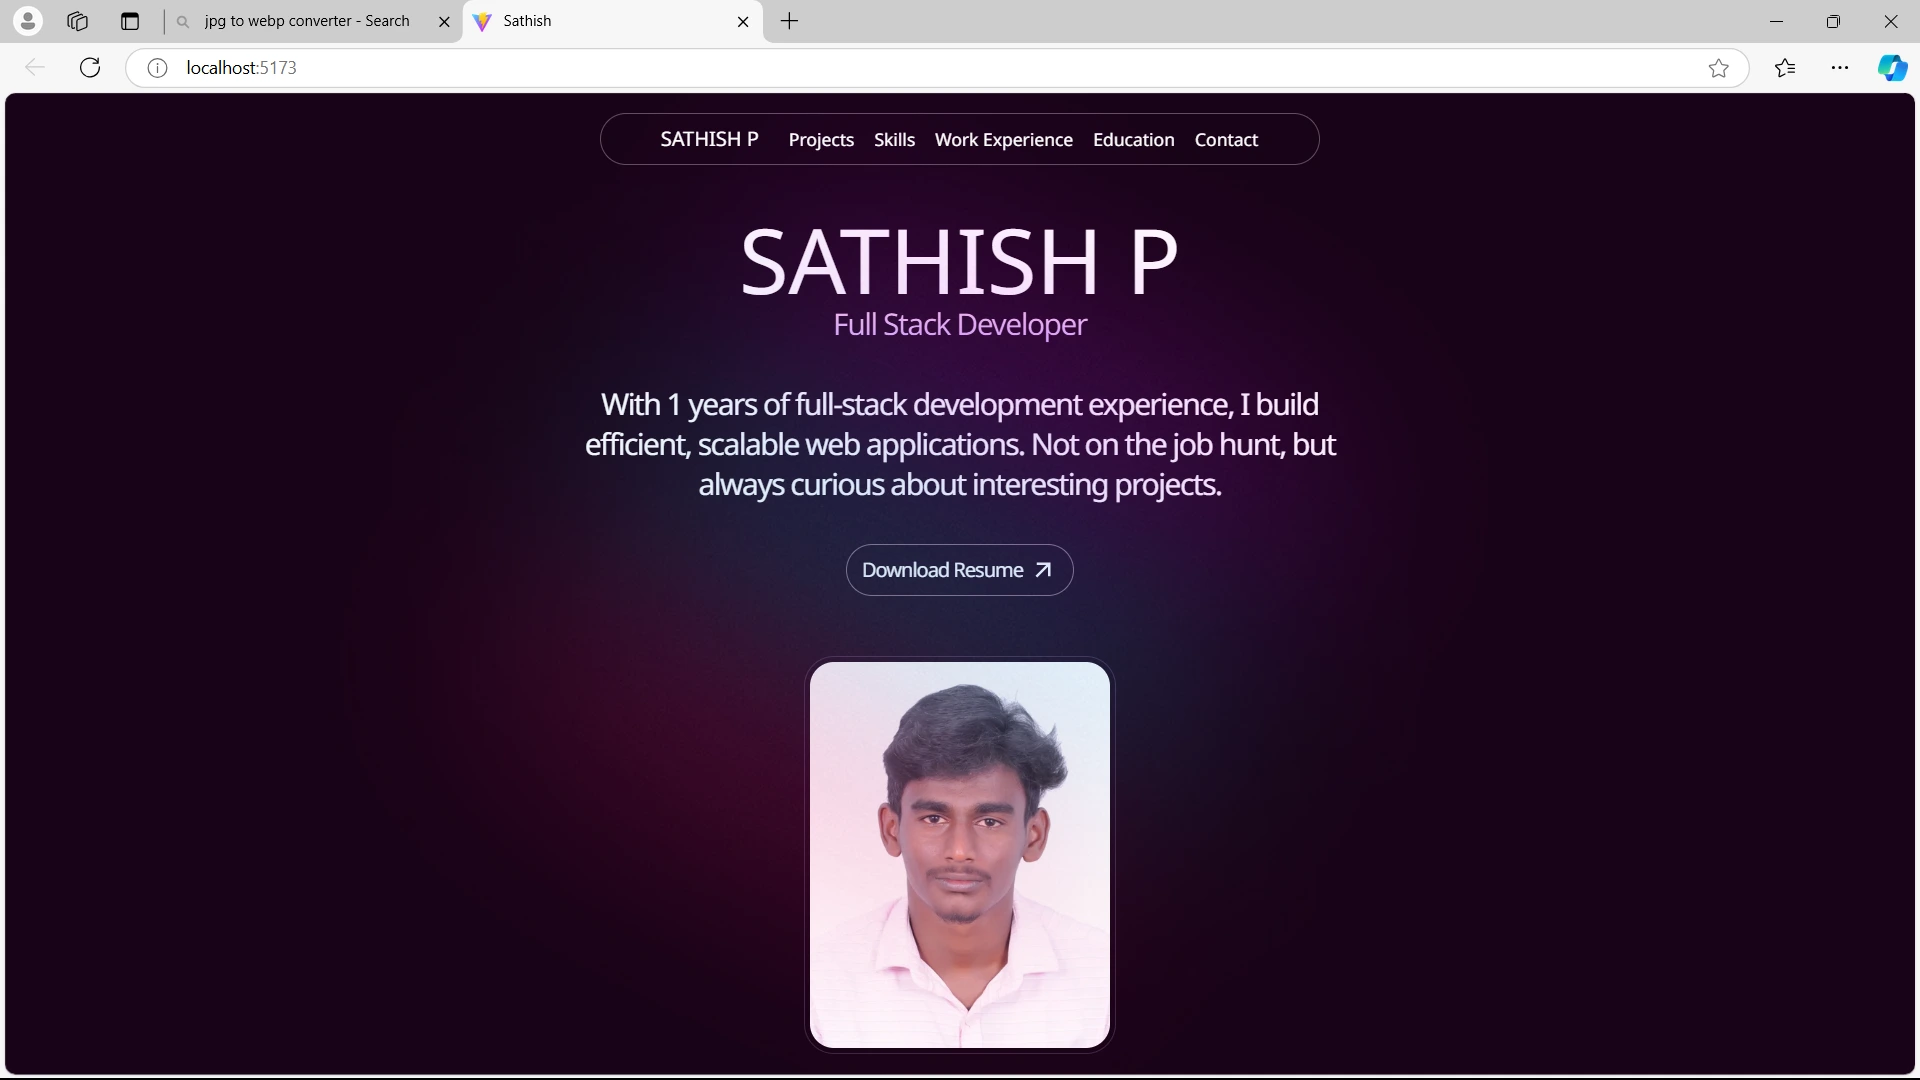 jpg to webp converter - Search
Sathish
localhost:5173
SATHISH P Projects Skills Work Experience Education Contact
SATHISH P
Full Stack Developer
With 1 years of full-stack development experience, I build
efficient, scalable web applications. Not on the job hunt, but
always curious about interesting projects.
Download Resume